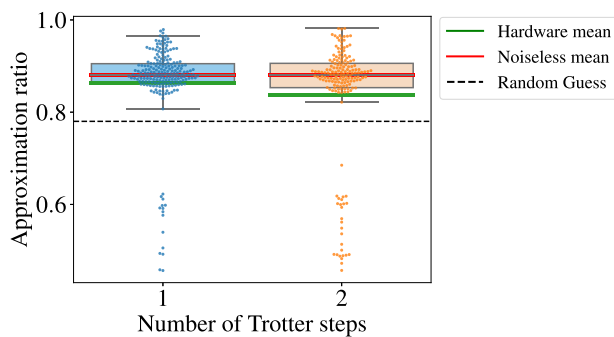 1.0
0.8
0.6
Approximation ratio
1
2
Number of Trotter steps
Hardware mean
Noiseless mean
Random Guess